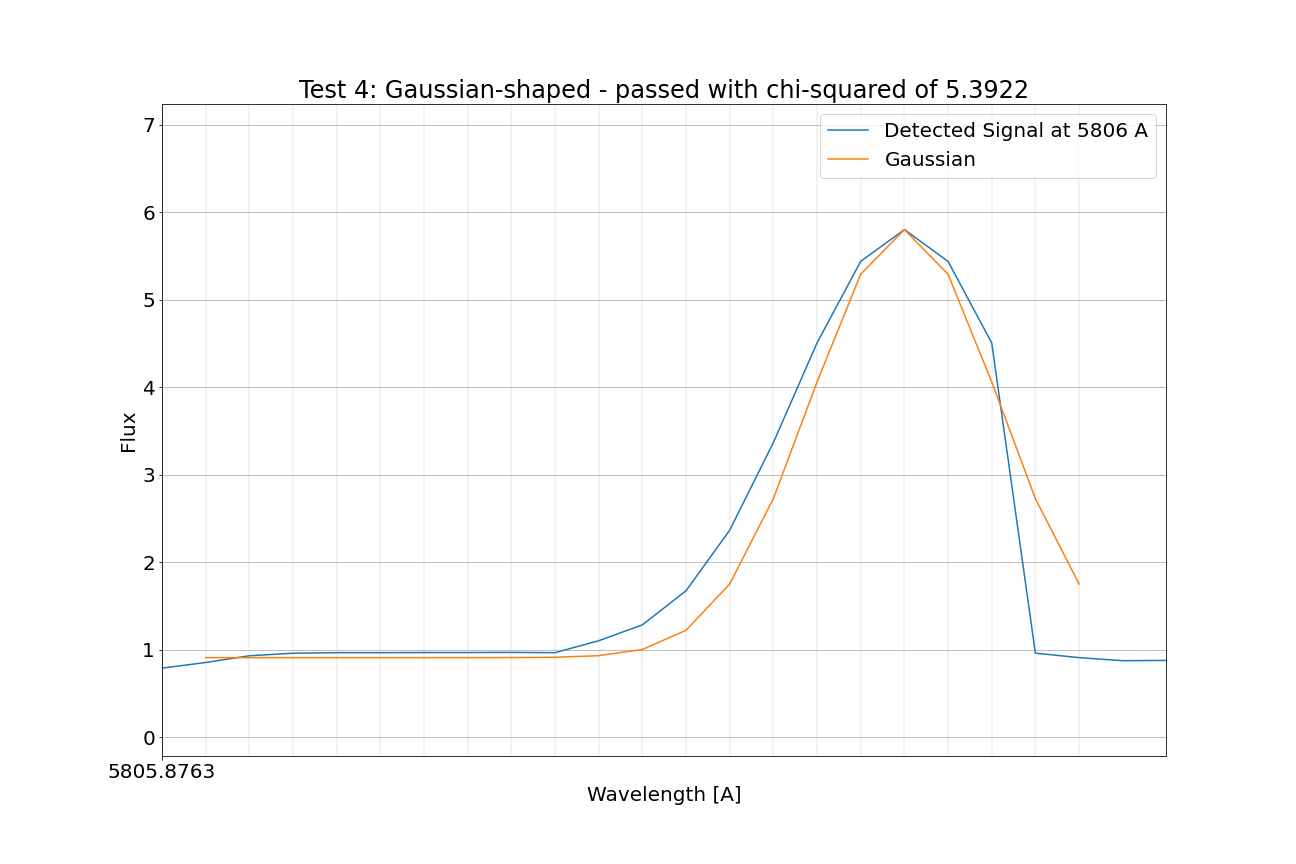 Test 4: Gaussian-shaped - passed with chi-squared of 5.3922
Detected Signal at 5806 A
Gaussian
7
6
5
4
3
2
1
0
Flux
5805.8763
Wavelength [A]